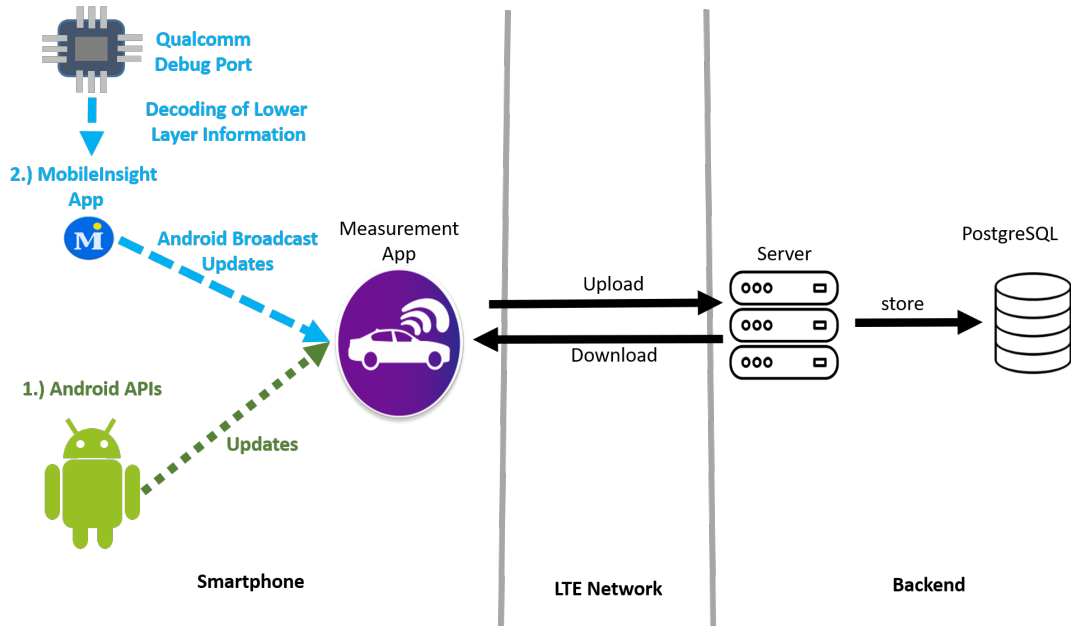 Qualcomm
Debug Port
Decoding of Lower
Layer Information
2.) MobileInsight
App
M
Android Broadcast
Updates
Measurement
App
1.) Android APIs
Updates
Upload
Download
Server
store
PostgreSQL
Smartphone
LTE Network
Backend